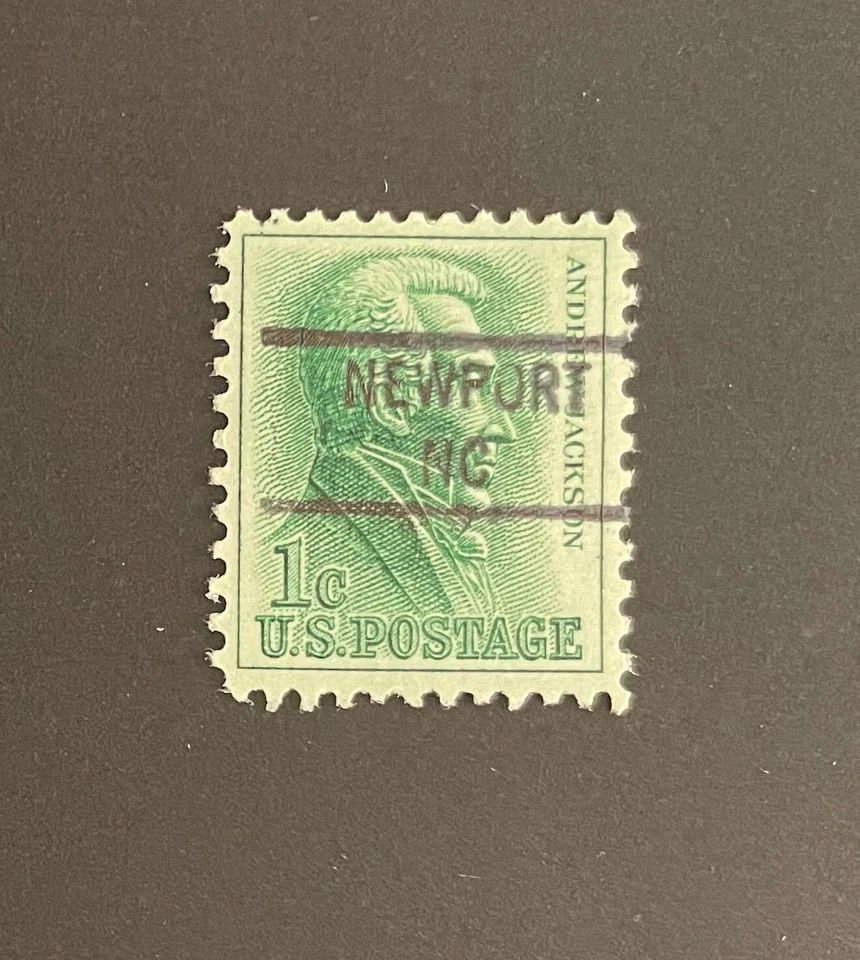 ANDREW JACKSON
NEWPORT
NC
1c
U.S.POSTAGE